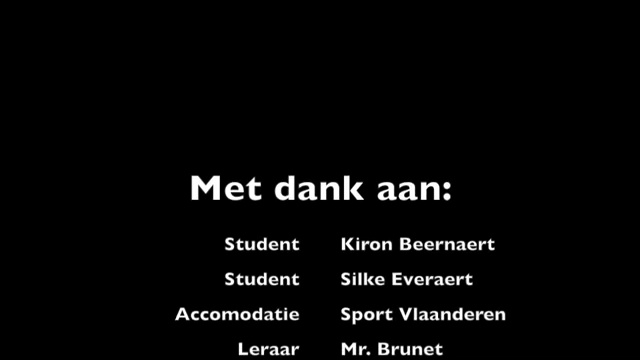 Met dank aan:
Student Kiron Beernaert
Student Silke Everaert
Accomodatie Sport Vlaanderen
Leraar Mr. Brunet